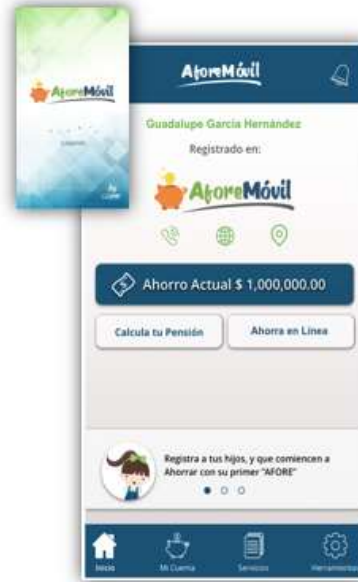 AforeMóvil
AforeMóvil
Guadalupe García Hernández
Registrado en:
AforeMóvil
Ahorro Actual $ 1,000,000.00
Calcula tu Pensión
Ahorra en Línea
Registra a tus hijos, y que comiencen a
Ahorrar con su primer "AFORE"
Inicio
Mi Cuenta
Servicios
Herramientas